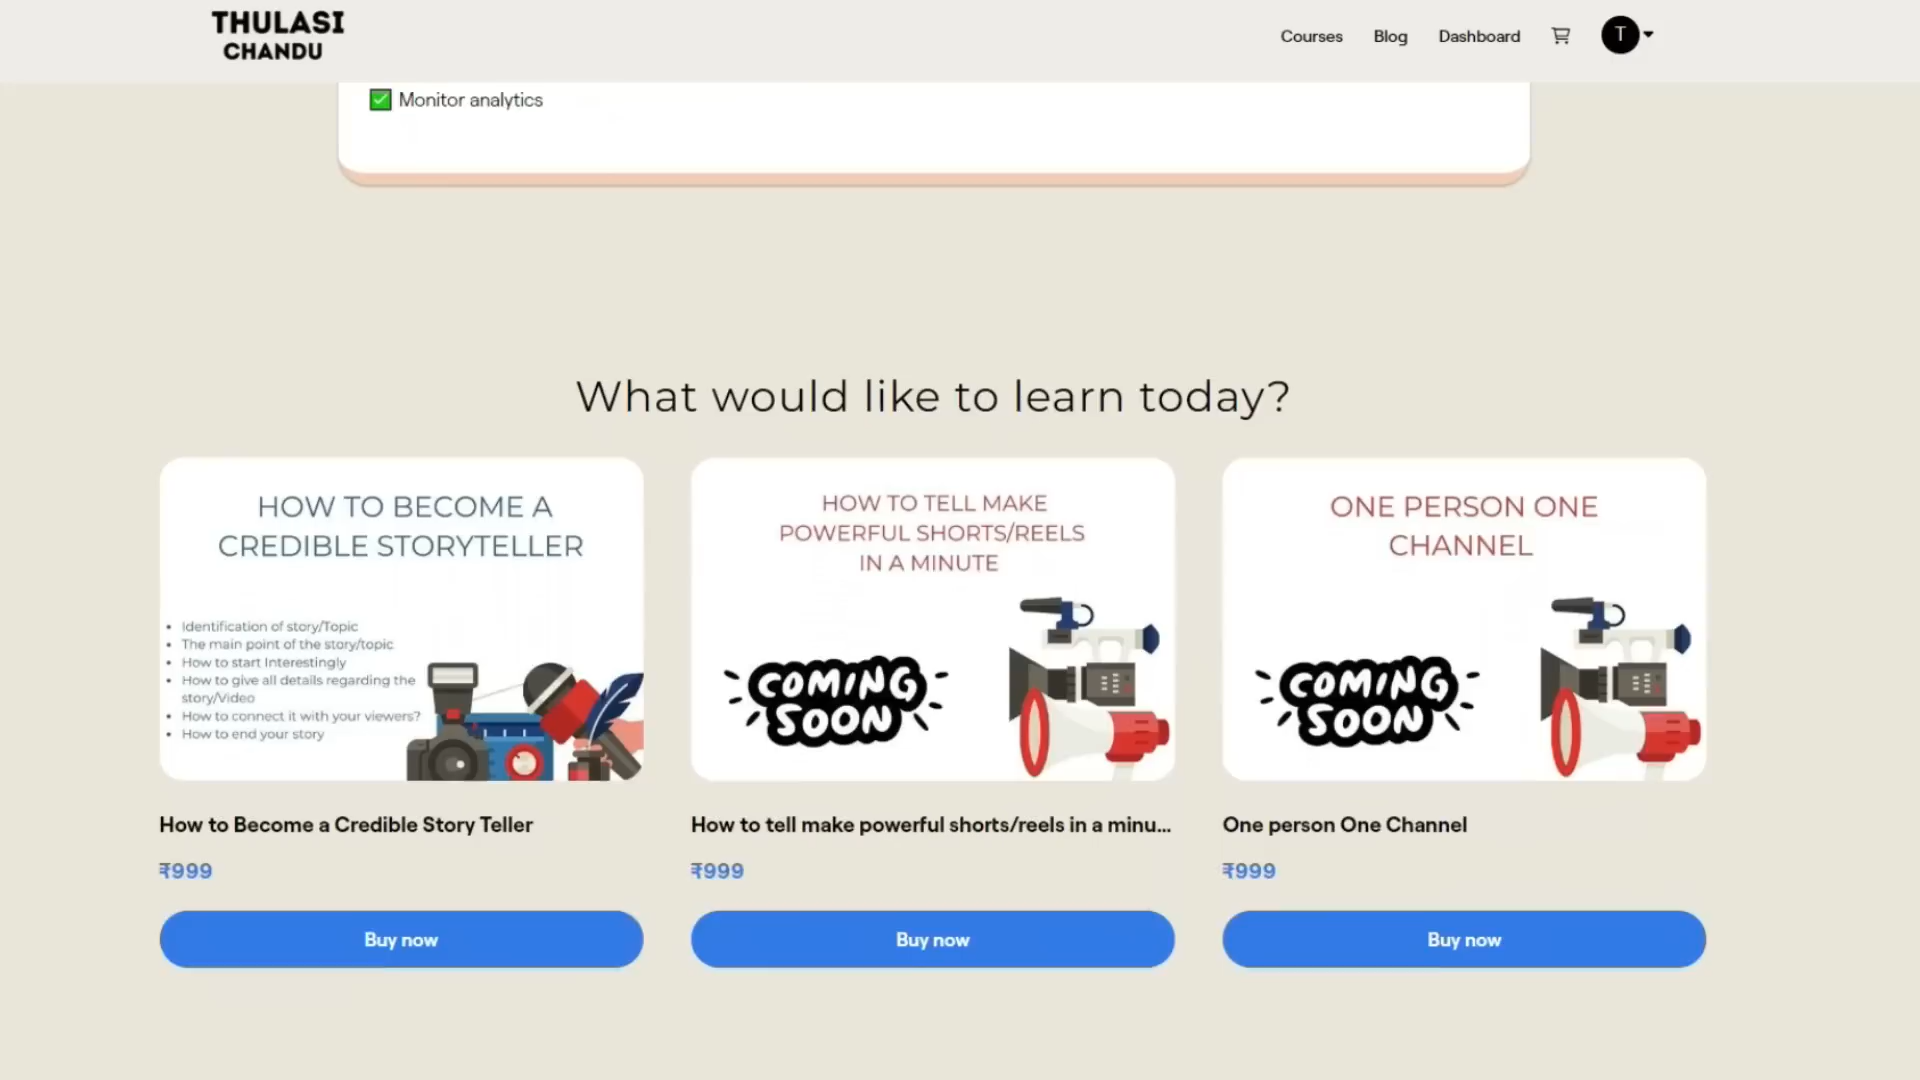 THULASI
CHANDU
Courses
Blog
Dashboard
T
Monitor analytics
What would like to learn today?
HOW TO BECOME A
CREDIBLE STORYTELLER
• Identification of story/Topic
• The main point of the story/topic
• How to start Interestingly
• How to give all details regarding the
story/Video
• How to connect it with your viewers?
• How to end your story
How to Become a Credible Story Teller
₹999
Buy now
HOW TO TELL MAKE
POWERFUL SHORTS/REELS
IN A MINUTE
COMING
SOON
How to tell make powerful shorts/reels in a minu...
₹999
Buy now
ONE PERSON ONE
CHANNEL
COMING
SOON
One person One Channel
₹999
Buy now